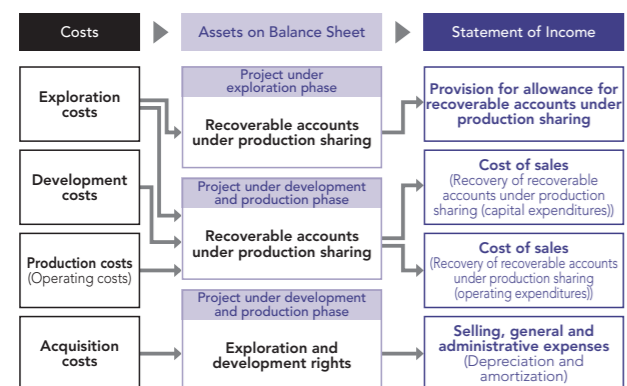 Costs
Assets on Balance Sheet
Statement of Income
Exploration
costs
Project under
exploration phase
Recoverable accounts
under production sharing
Provision for allowance for
recoverable accounts under
production sharing
Development
costs
Project under development
and production phase
Recoverable accounts
under production sharing
Cost of sales
(Recovery of recoverable
accounts under production
sharing (capital expenditures))
Production costs
(Operating costs)
Cost of sales
(Recovery of recoverable accounts
under production sharing
(operating expenditures))
Acquisition
costs
Project under development
and production phase
Exploration and
development rights
Selling, general and
administrative expenses
(Depreciation and
amortization)